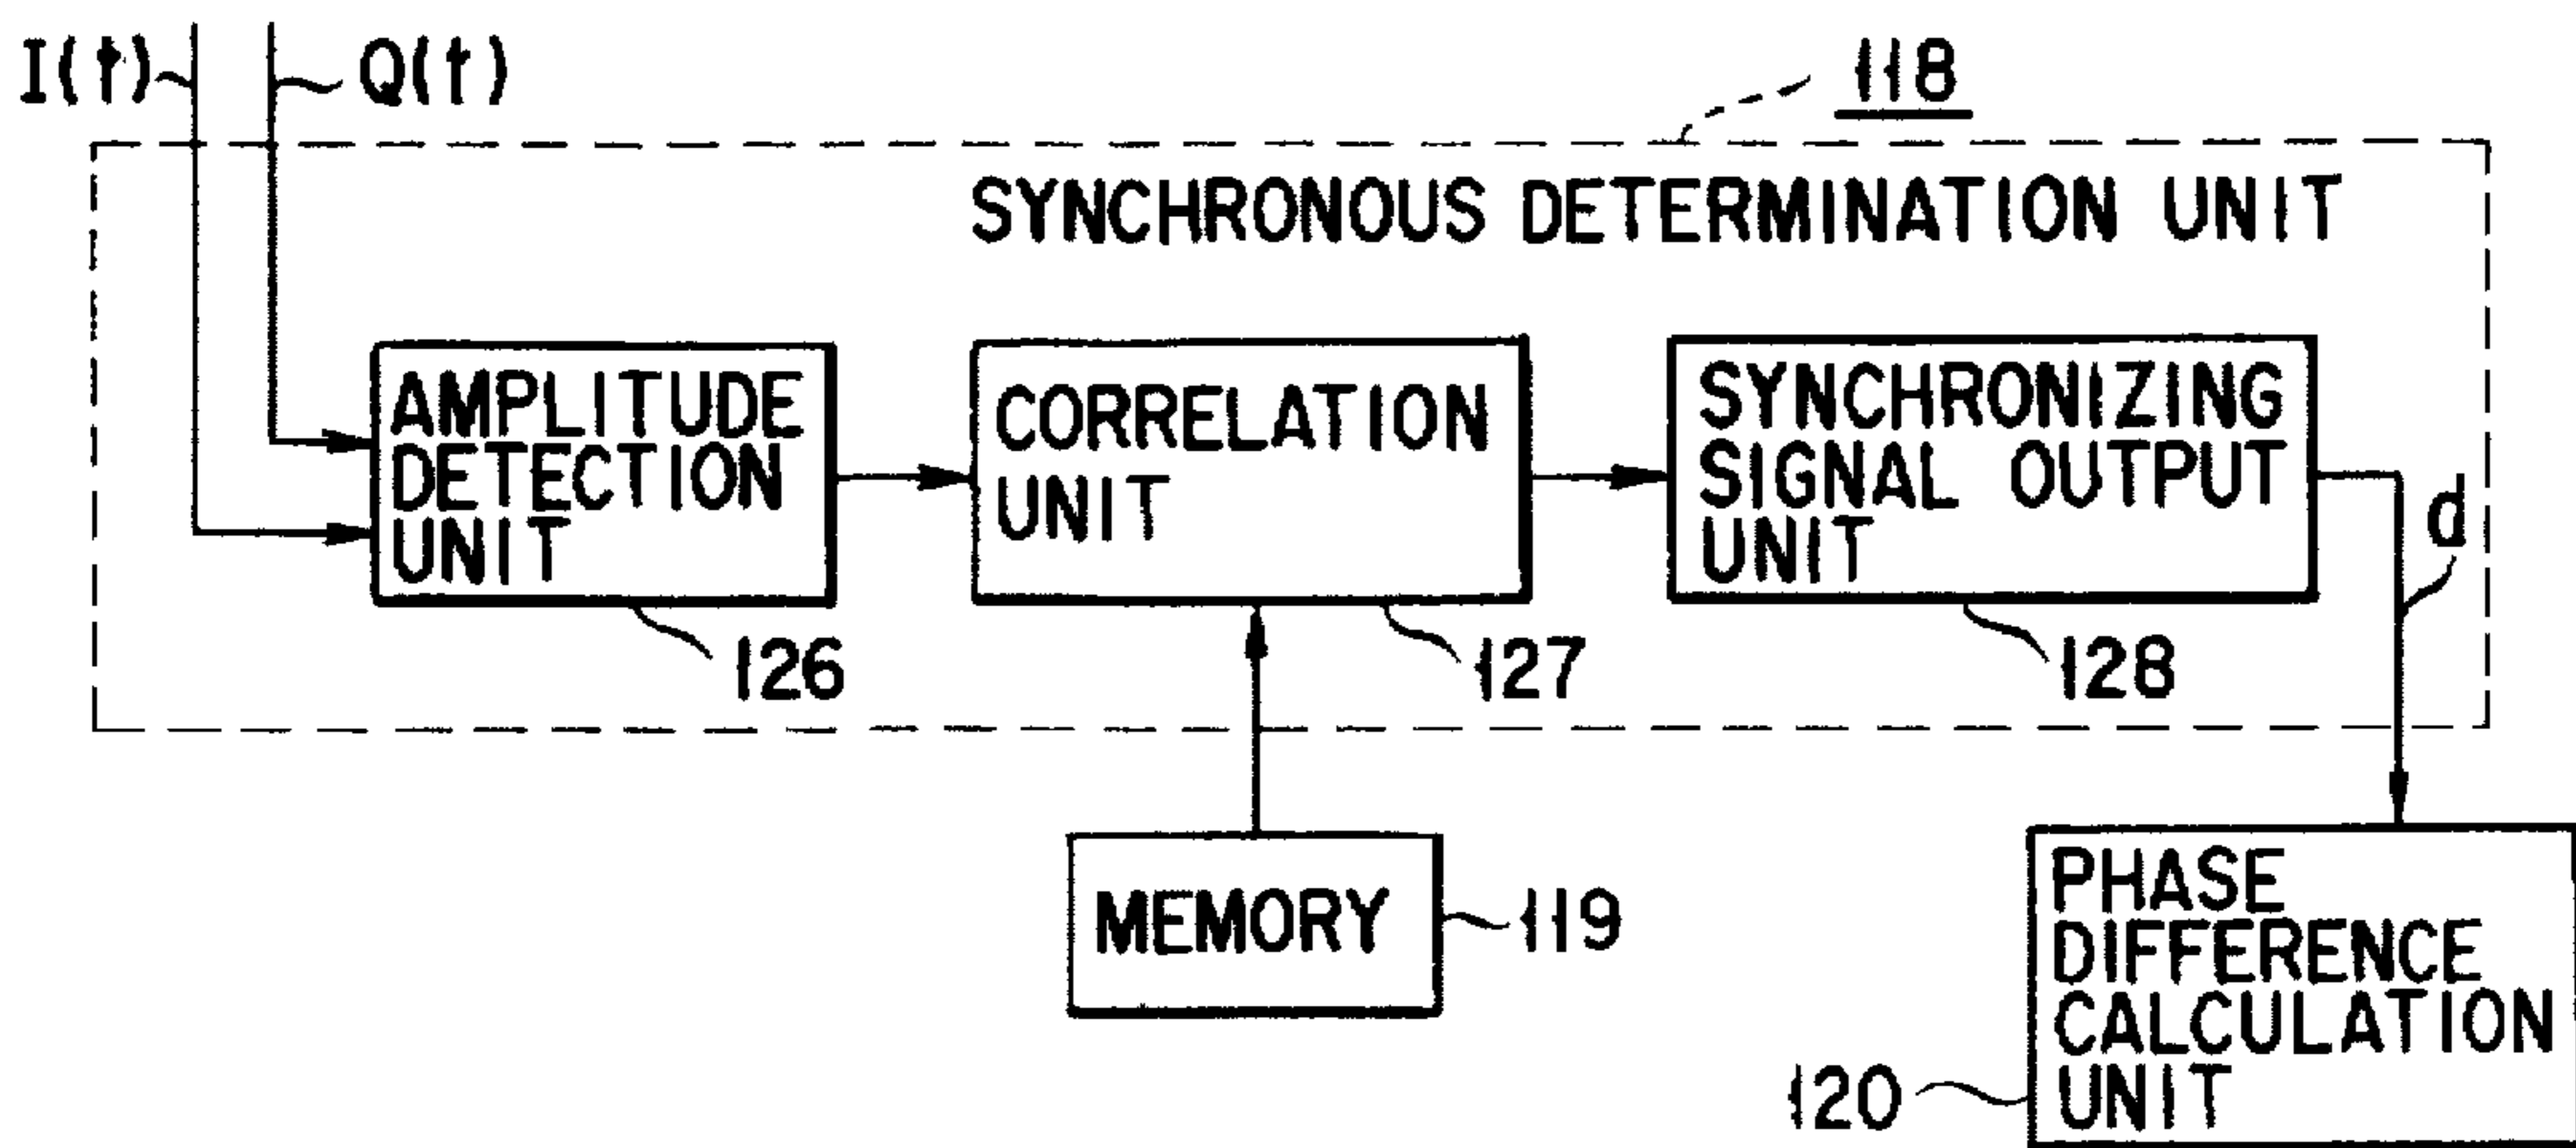 I(t)
Q(t)
118
SYNCHRONOUS DETERMINATION UNIT
AMPLITUDE
DETECTION
UNIT
CORRELATION
UNIT
SYNCHRONIZING
SIGNAL OUTPUT
UNIT
d
126
127
128
MEMORY
119
PHASE
DIFFERENCE
CALCULATION
UNIT
120